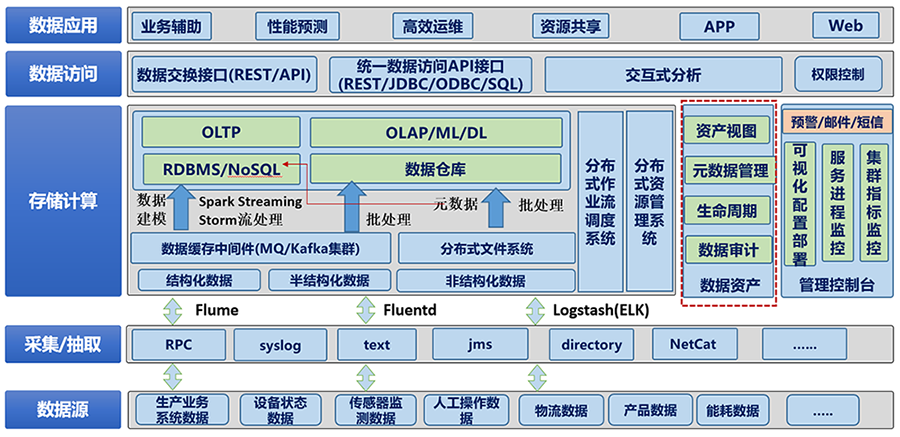 数据应用
业务辅助
性能预测
高效运维
资源共享
APP
Web
数据访问
数据交换接口(REST/API)
统一数据访问API接口
(REST/JDBC/ODBC/SQL)
交互式分析
权限控制
存储计算
OLTP
OLAP/ML/DL
RDBMS/NoSQL
数据仓库
数据
建模
Spark Streaming
Storm流处理
批处理
元数据
批处理
数据缓存中间件(MQ/Kafka集群)
分布式文件系统
结构化数据
半结构化数据
非结构化数据
分布式作业流调度系统
分布式资源管理系统
资产视图
元数据管理
生命周期
数据审计
数据资产
预警/邮件/短信
可视化配置部署
服务进程监控
集群指标监控
管理控制台
Flume
Fluentd
Logstash(ELK)
采集/抽取
RPC
syslog
text
jms
directory
NetCat
......
数据源
生产业务
系统数据
设备状态
数据
传感器监
测数据
人工操作数
据
物流数据
产品数据
能耗数据
.....